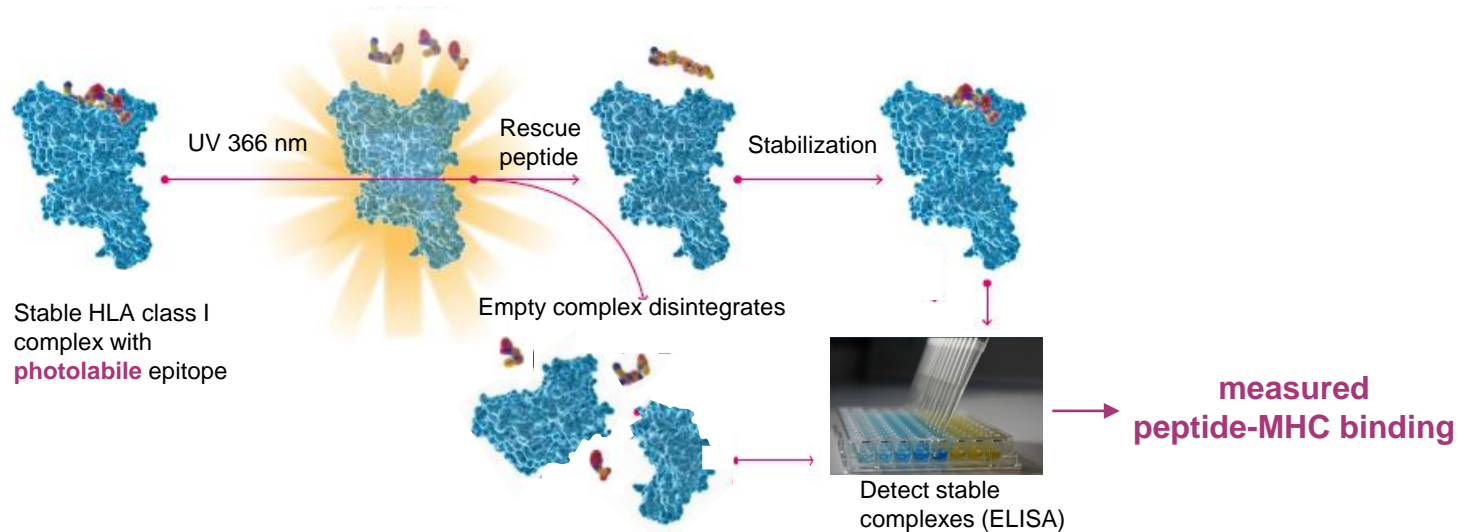 UV 366 nm
Rescue
peptide
Stabilization
Stable HLA class I
complex with
photolabile epitope
Empty complex disintegrates
Detect stable
complexes (ELISA)
measured
peptide-MHC binding